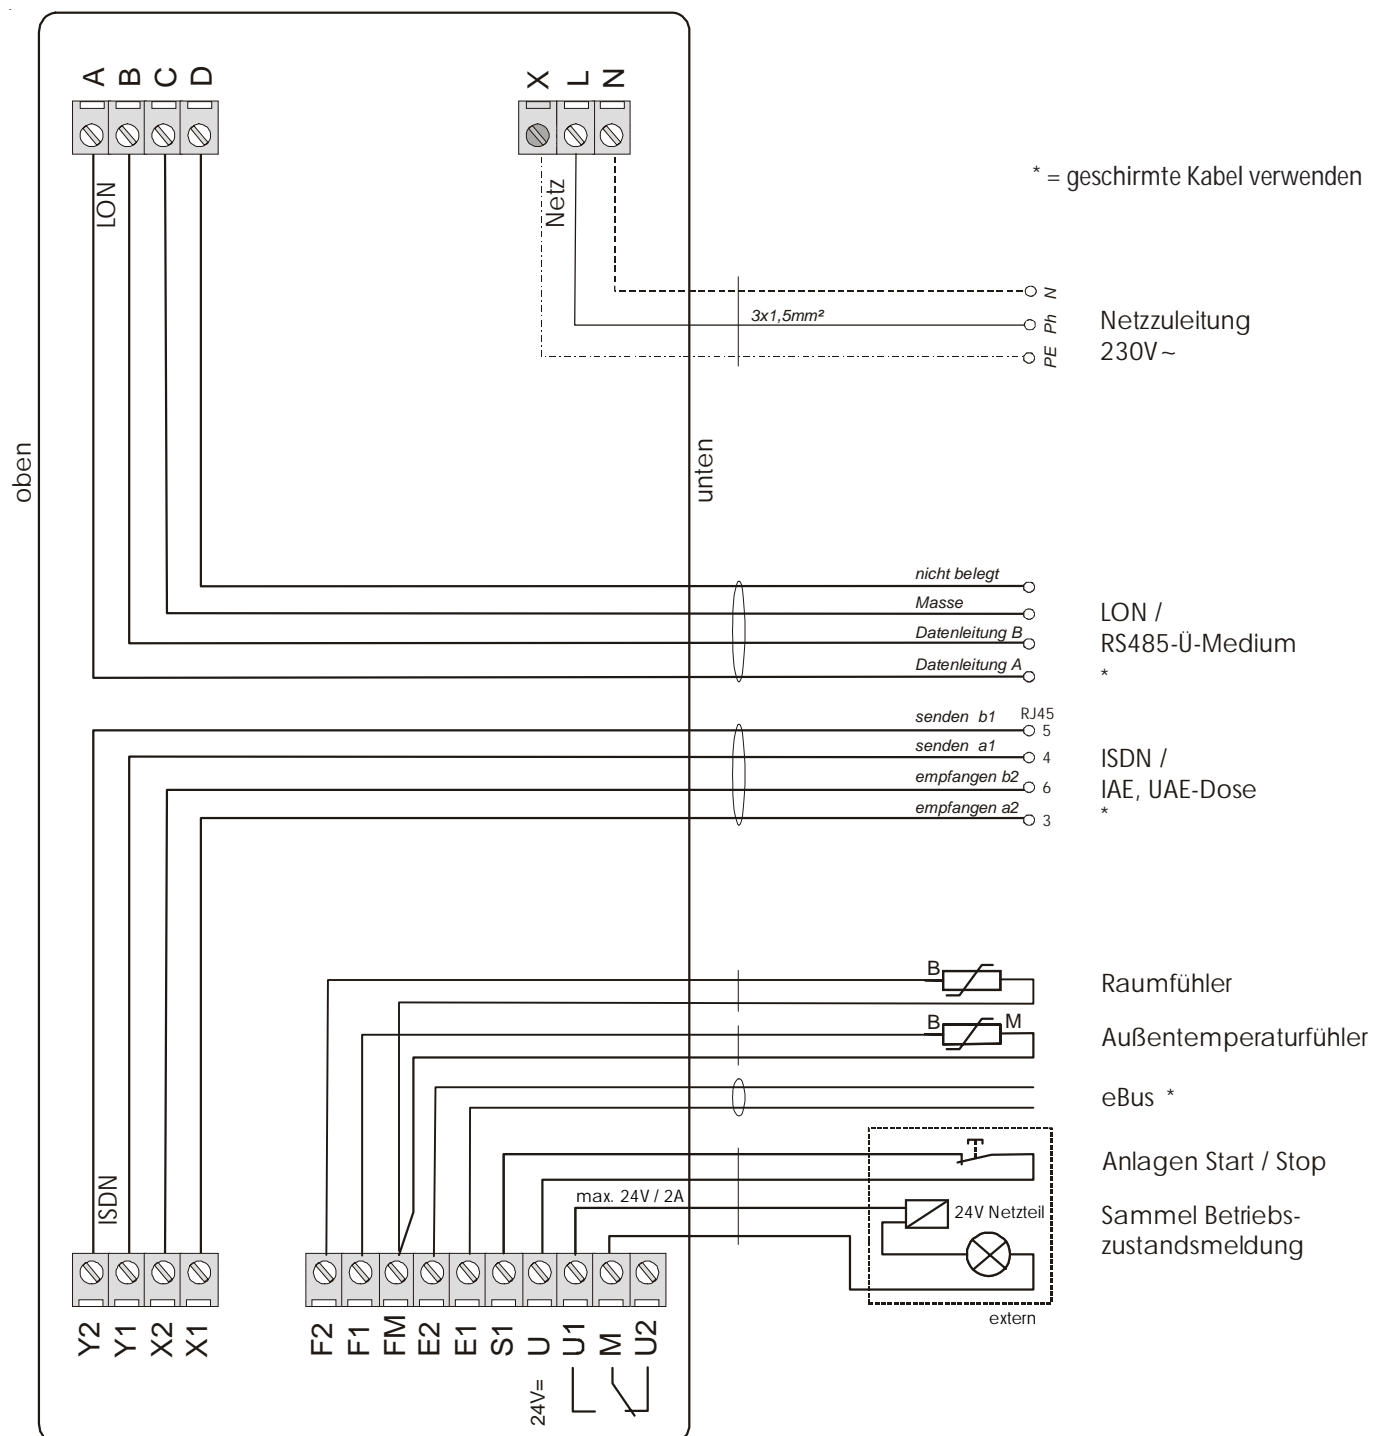 A B C D
X L N
LON
Netz
* = geschirmte Kabel verwenden
N
3x1,5mm²
Ph
PE
Netzzuleitung
230V~
oben
unten
nicht belegt
Masse
Datenleitung B
Datenleitung A
LON /
RS485-Ü-Medium
*
senden b1
RJ45
5
senden a1
4
empfangen b2
6
empfangen a2
3
ISDN /
IAE, UAE-Dose
*
B
Raumfühler
B
M
Außentemperaturfühler
eBus *
Anlagen Start / Stop
max. 24V / 2A
24V Netzteil
Sammel Betriebs-
zustandsmeldung
extern
ISDN
Y2 Y1 X2 X1
F2 F1 FM E2 E1 S1 U U1 M U2
24V=